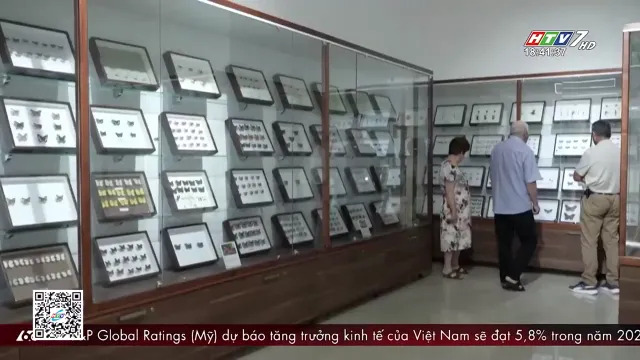 HTV7 HD
18:41:37
P Global Ratings (Mỹ) dự báo tăng trưởng kinh tế của Việt Nam sẽ đạt 5,8% trong năm 202